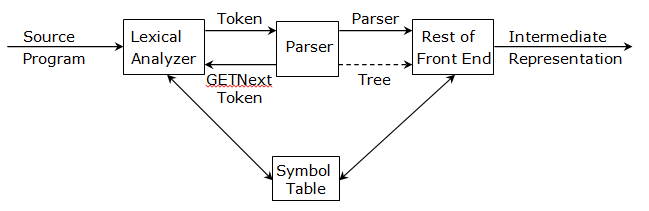 Source
Program
Lexical
Analyzer
Token
GETNext
Token
Parser
Parser
Tree
Rest of
Front End
Intermediate
Representation
Symbol
Table